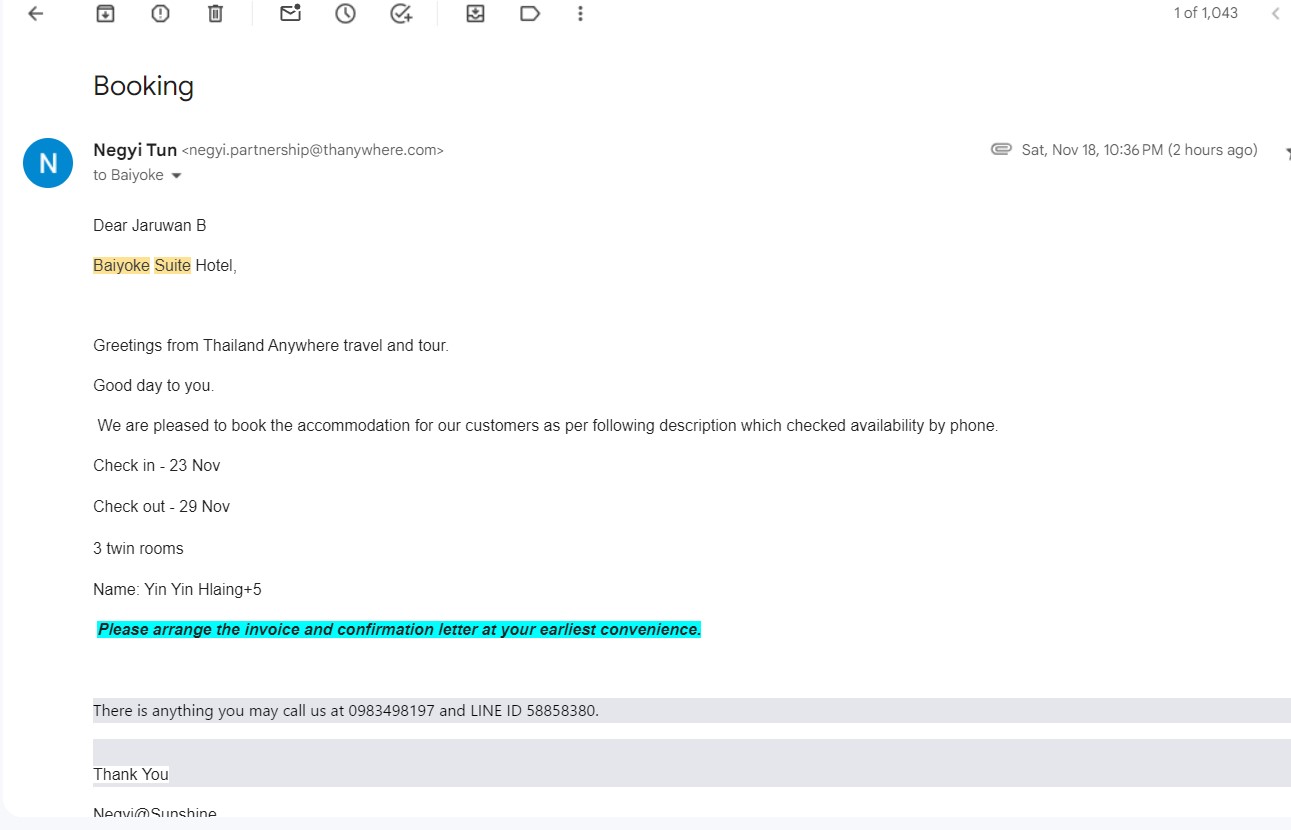 1 of 1,043
Booking
N
Negyi Tun <negyi.partnership@thanywhere.com>
Sat, Nov 18, 10:36 PM (2 hours ago)
to Baiyoke
Dear Jaruwan B
Baiyoke Suite Hotel,
Greetings from Thailand Anywhere travel and tour.
Good day to you.
We are pleased to book the accommodation for our customers as per following description which checked availability by phone.
Check in - 23 Nov
Check out - 29 Nov
3 twin rooms
Name: Yin Yin Hlaing+5
Please arrange the invoice and confirmation letter at your earliest convenience.
There is anything you may call us at 0983498197 and LINE ID 58858380.
Thank You
Negyi@Sunshine